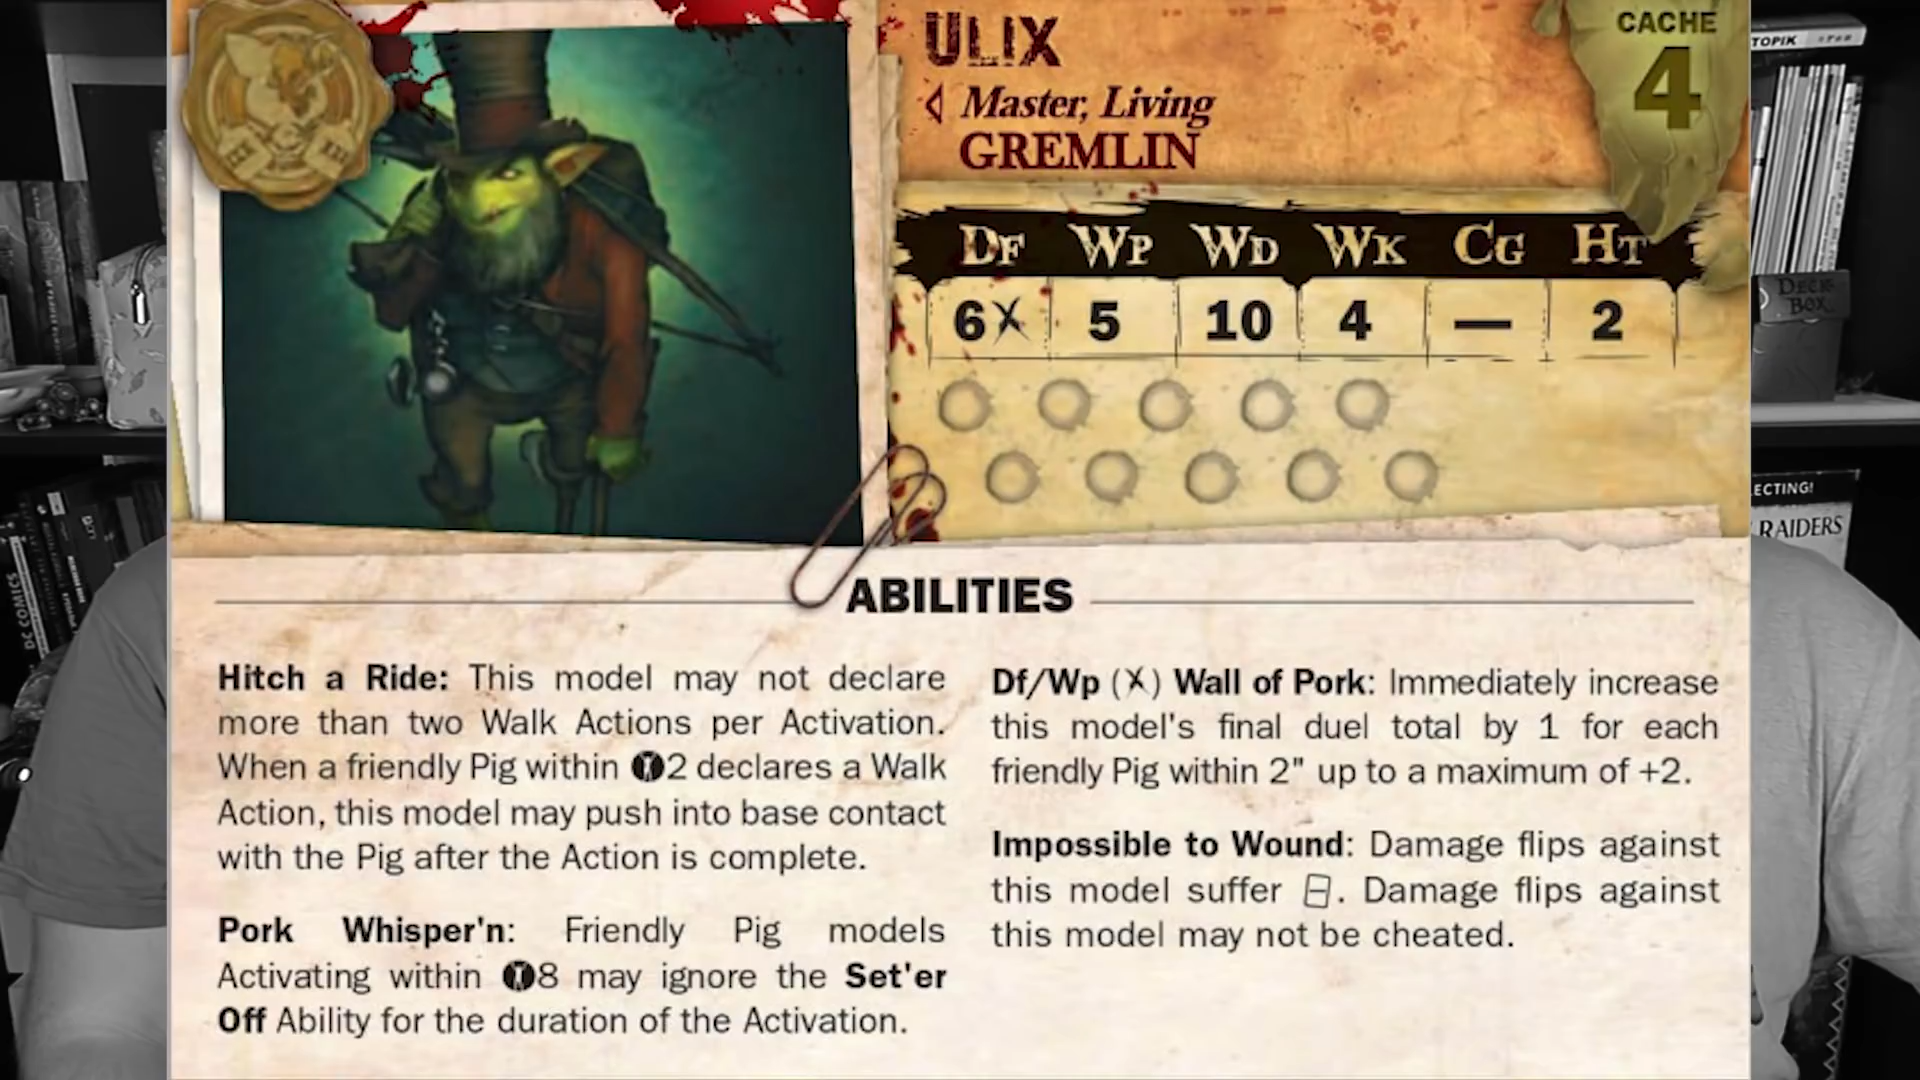 ULIX
Master, Living
GREMLIN
CACHE
4
DF WP WD WK CG HT
6 5 10 4 — 2
ABILITIES
Hitch a Ride: This model may not declare
more than two Walk Actions per Activation.
When a friendly Pig within 2 declares a Walk
Action, this model may push into base contact
with the Pig after the Action is complete.
Pork Whisper'n: Friendly Pig models
Activating within 8 may ignore the Set'er
Off Ability for the duration of the Activation.
Df/Wp (X) Wall of Pork: Immediately increase
this model's final duel total by 1 for each
friendly Pig within 2" up to a maximum of +2.
Impossible to Wound: Damage flips against
this model suffer ⊟. Damage flips against
this model may not be cheated.
TOPIK
DECK
BOX
LECTING!
RAIDERS
DC COMICS